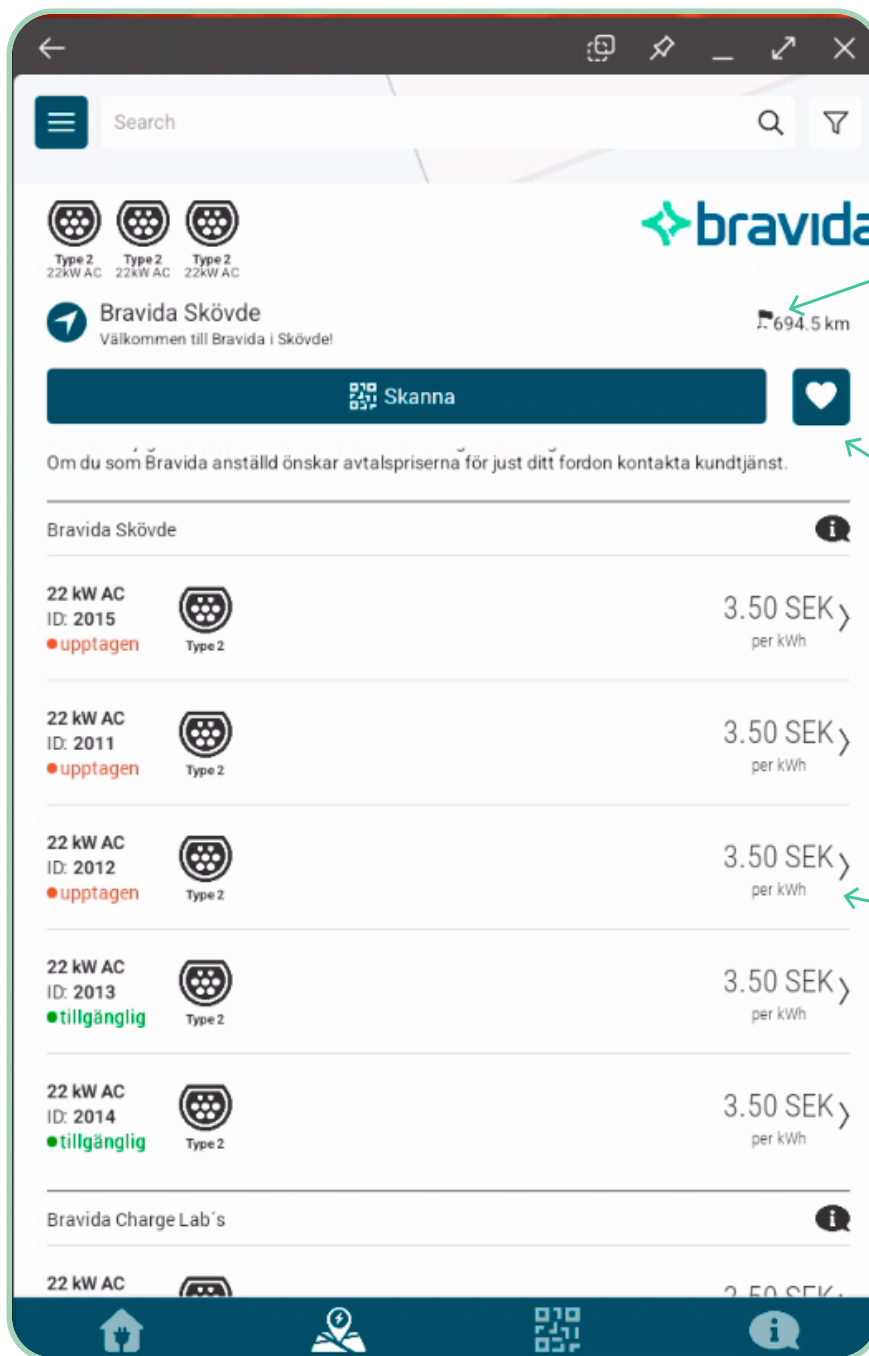 Search
bravida
Type 2 Type 2 Type 2
22kW AC 22kW AC 22kW AC
Bravida Skövde
Välkommen till Bravida i Skövde!
694.5 km
Skanna
Om du som Bravida anställd önskar avtalspriserna för just ditt fordon kontakta kundtjänst.
Bravida Skövde
22 kW AC
ID: 2015
upptagen
Type 2
3.50 SEK
per kWh
22 kW AC
ID: 2011
upptagen
Type 2
3.50 SEK
per kWh
22 kW AC
ID: 2012
upptagen
Type 2
3.50 SEK
per kWh
22 kW AC
ID: 2013
tillgänglig
Type 2
3.50 SEK
per kWh
22 kW AC
ID: 2014
tillgänglig
Type 2
3.50 SEK
per kWh
Bravida Charge Lab´s
22 kW AC